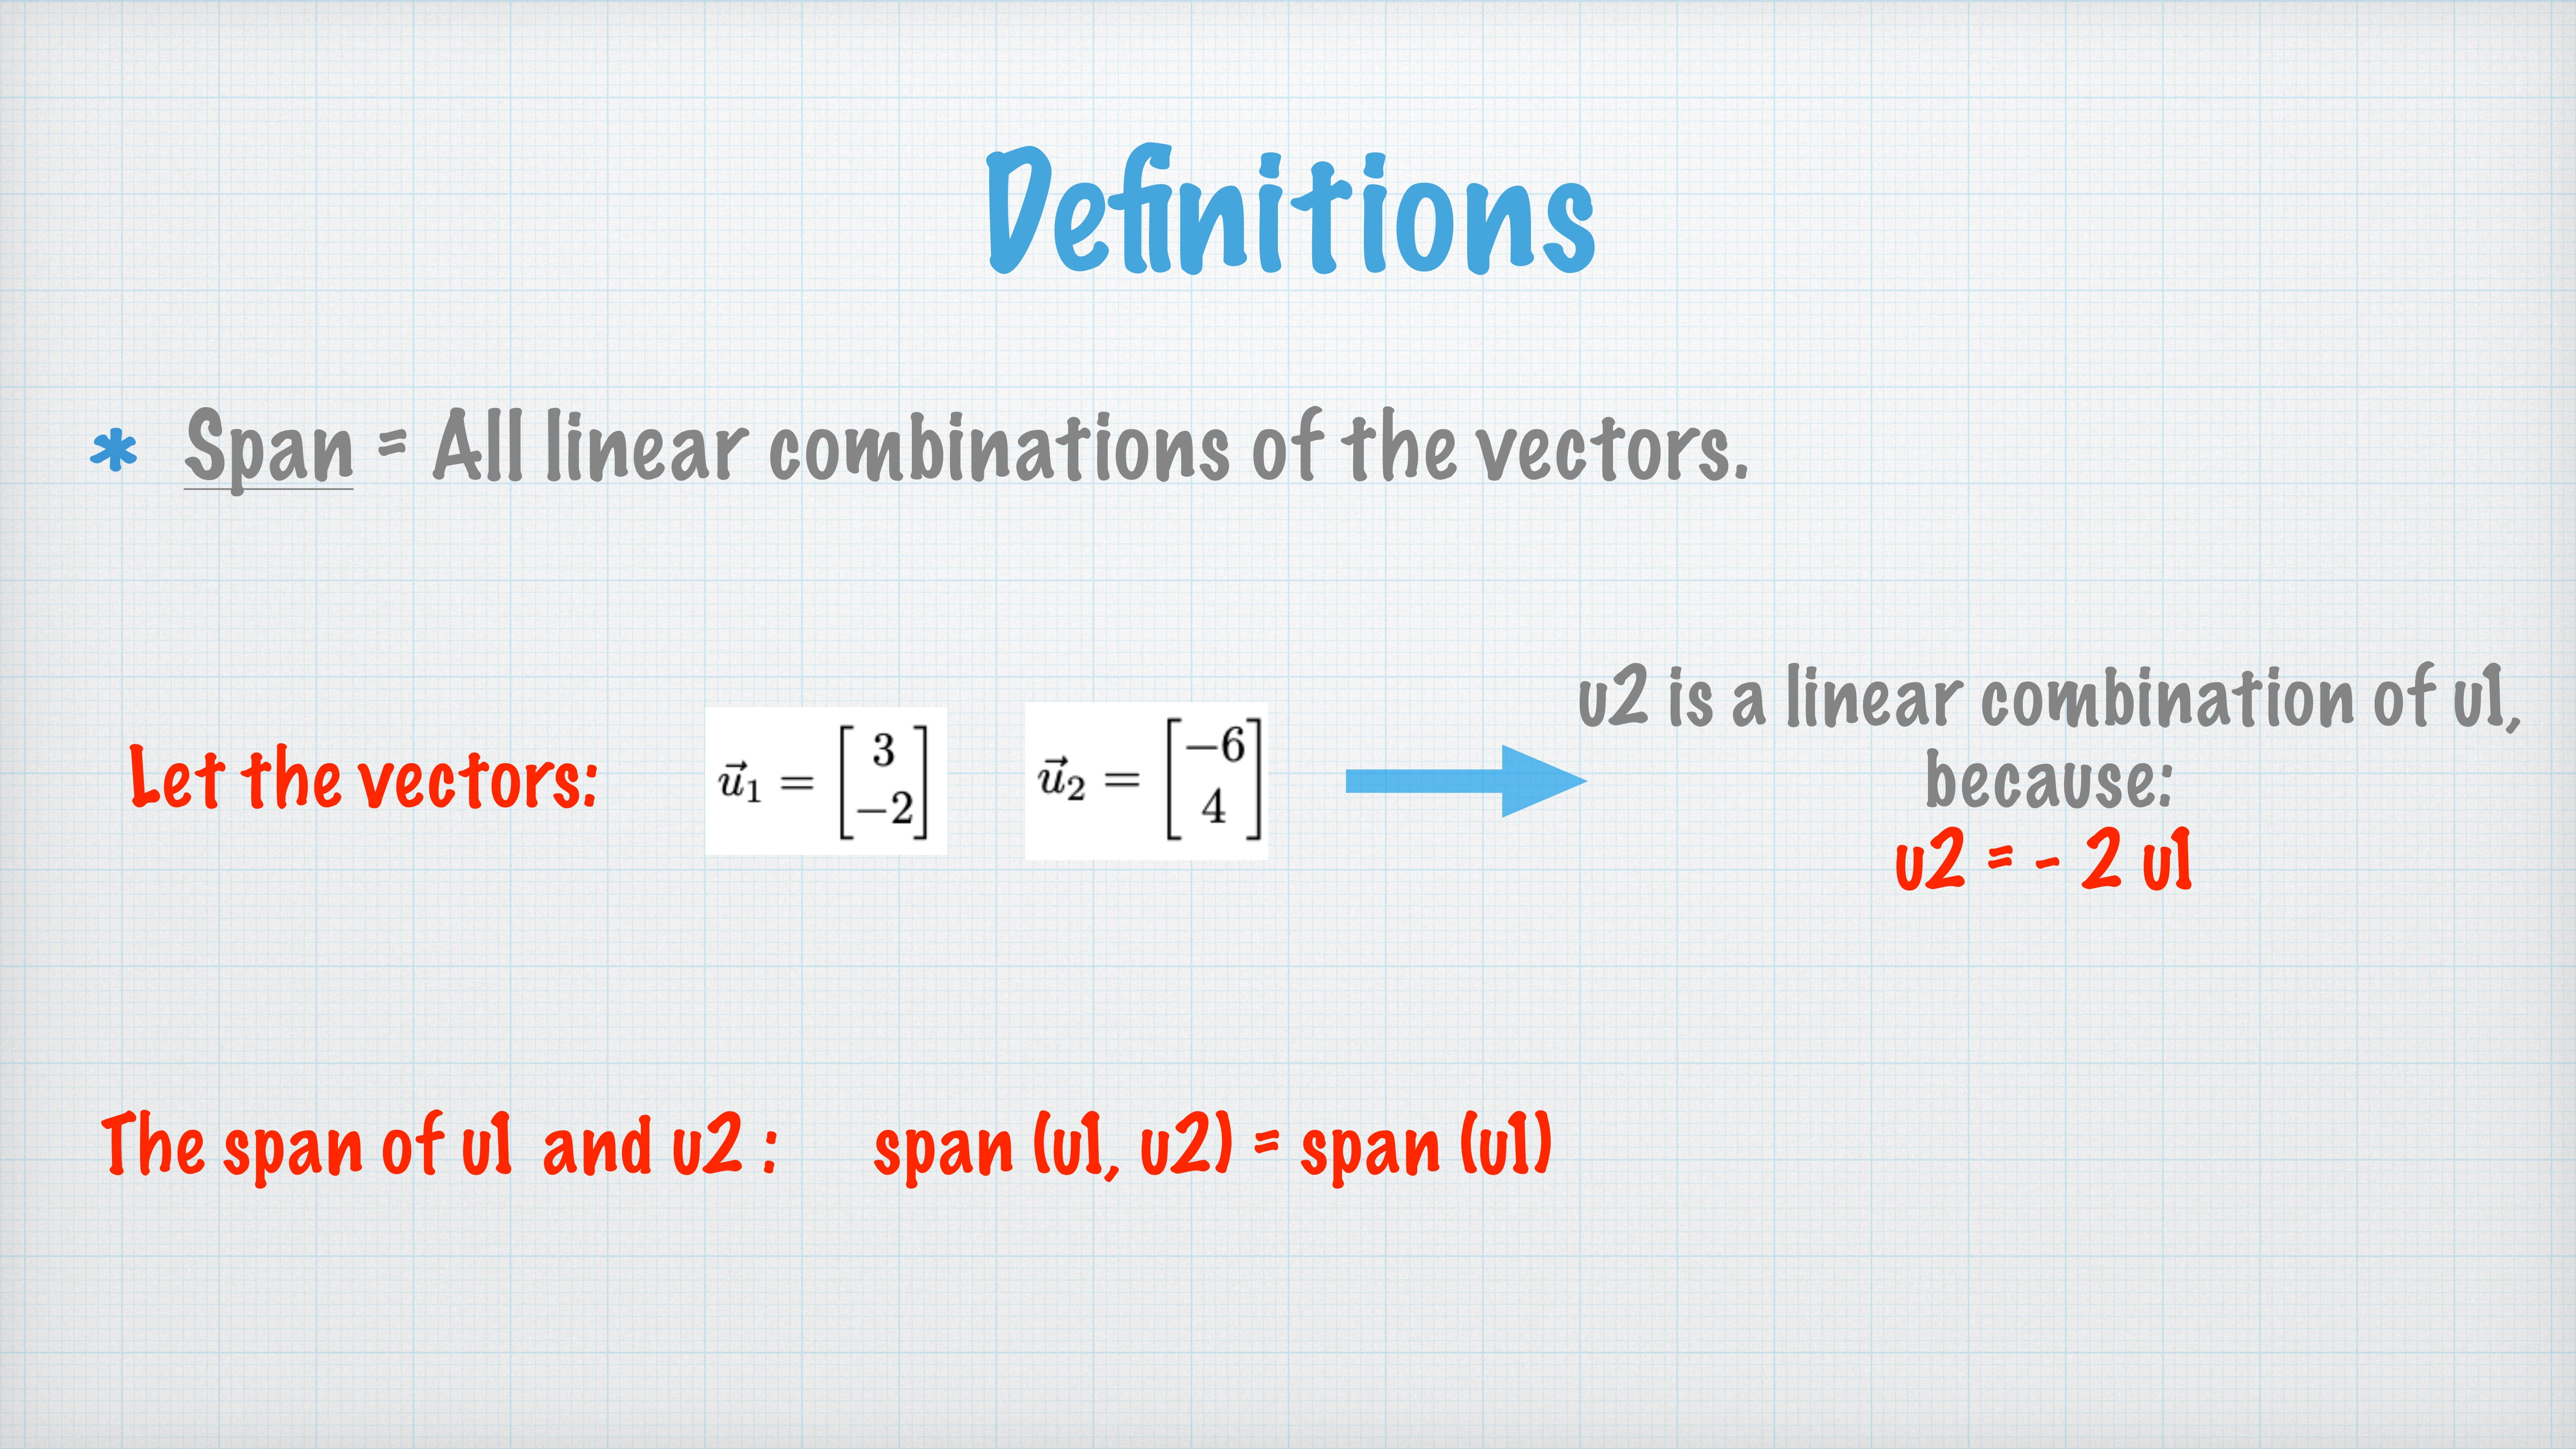 Definitions
* Span = All linear combinations of the vectors.
u2 is a linear combination of u1,
because:
u2 = - 2 u1
Let the vectors: $\vec{u}_1 = \begin{bmatrix} 3 \\ -2 \end{bmatrix}$ $\vec{u}_2 = \begin{bmatrix} -6 \\ 4 \end{bmatrix}$
The span of u1 and u2 : span (u1, u2) = span (u1)